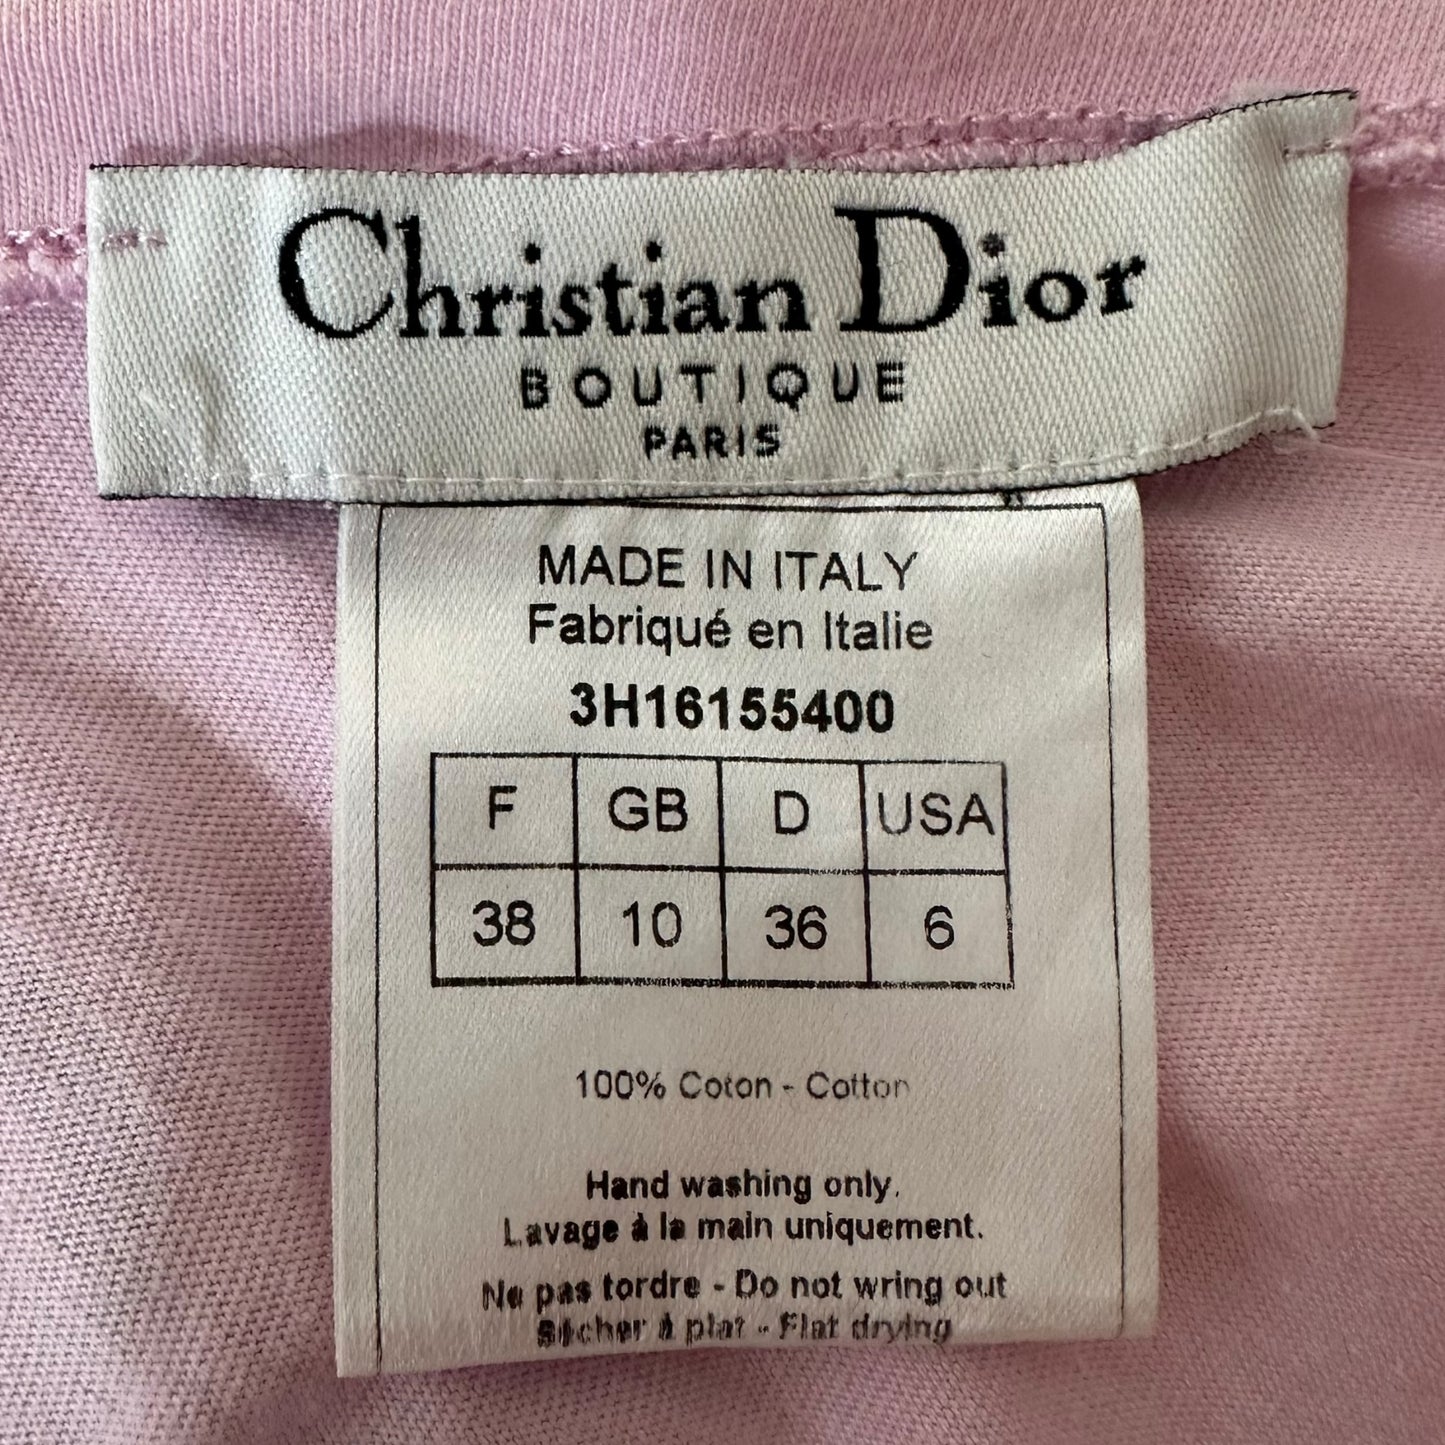 Christian Dior
BOUTIQUE
PARIS
MADE IN ITALY
Fabriqué en Italie
3H16155400
F GB D USA
38 10 36 6
100% Coton - Cotton
Hand washing only.
Lavage à la main uniquement.
Ne pas tordre - Do not wring out
Sécher à plat - Flat drying